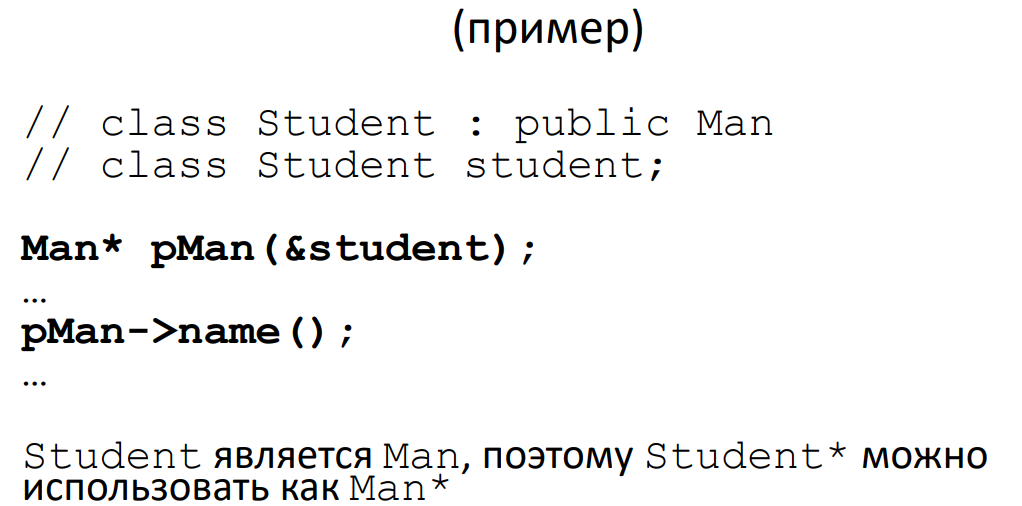 (пример)
// class Student : public Man
// class Student student;
Man* pMan(&student);
…
pMan->name();
…
Student является Man, поэтому Student* можно
использовать как Man*